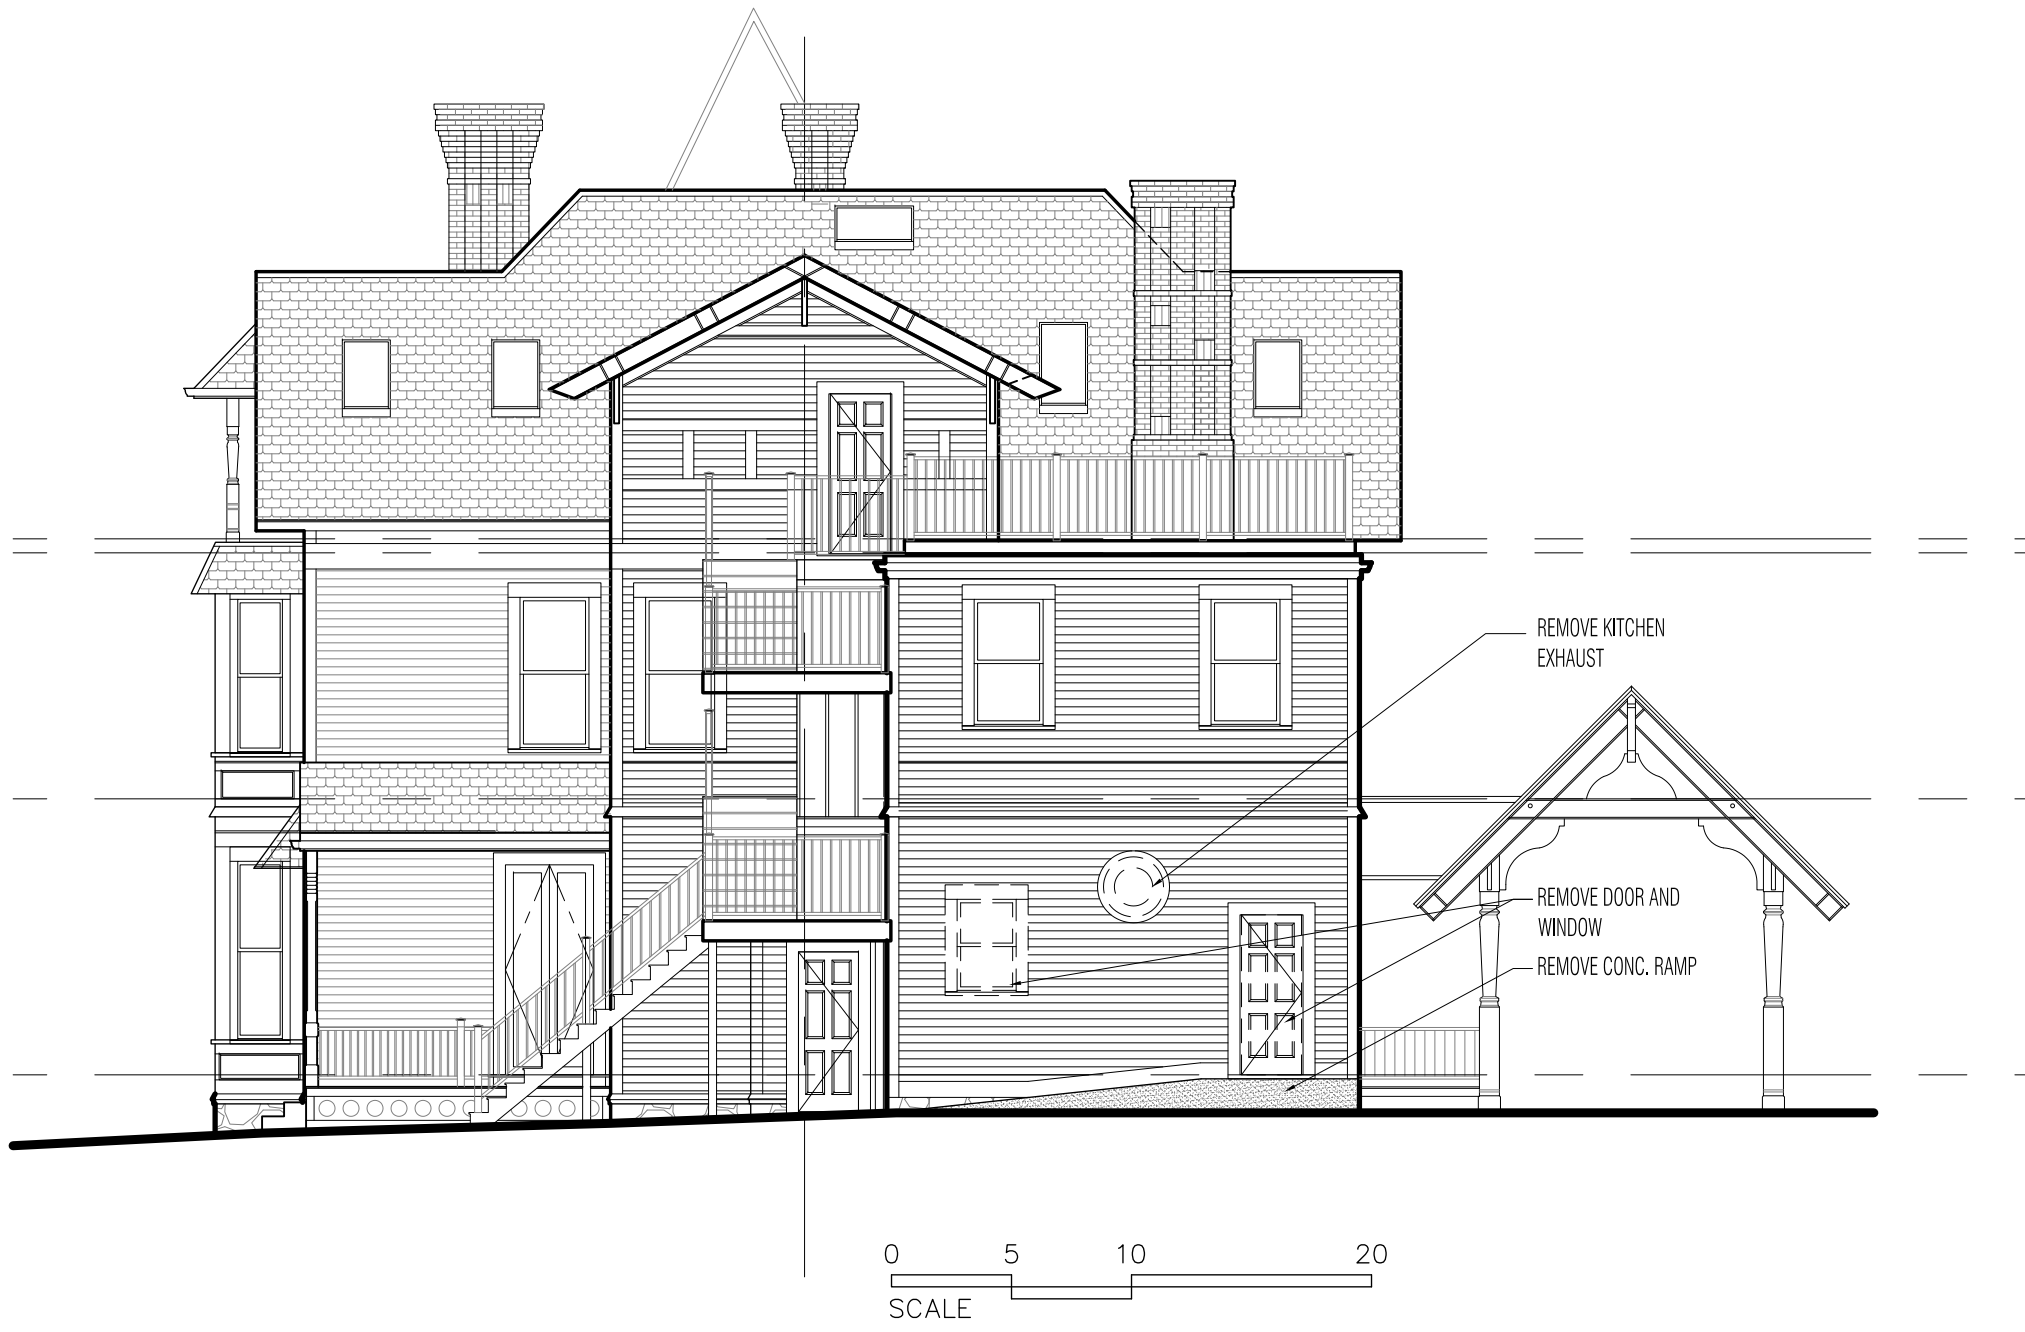 REMOVE KITCHEN
EXHAUST
REMOVE DOOR AND
WINDOW
REMOVE CONC. RAMP
0 5 10 20
SCALE